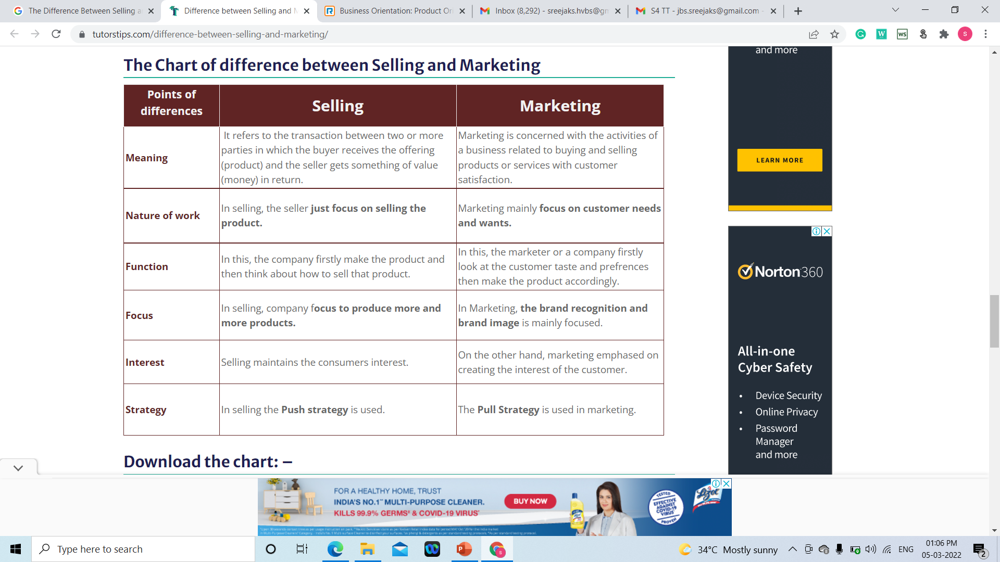 The Difference Between Selling a
Difference between Selling and M
Business Orientation: Product Ori
Inbox (8,292) - sreejaks.hvbs@gm
S4 TT - jbs.sreejaks@gmail.com -
tutorstips.com/difference-between-selling-and-marketing/
The Chart of difference between Selling and Marketing
Points of
differences
Selling
Marketing
Meaning
It refers to the transaction between two or more
parties in which the buyer receives the offering
(product) and the seller gets something of value
(money) in return.
Marketing is concerned with the activities of
a business related to buying and selling
products or services with customer
satisfaction.
Nature of work
In selling, the seller just focus on selling the
product.
Marketing mainly focus on customer needs
and wants.
Function
In this, the company firstly make the product and
then think about how to sell that product.
In this, the marketer or a company firstly
look at the customer taste and prefrences
then make the product accordingly.
Focus
In selling, company focus to produce more and
more products.
In Marketing, the brand recognition and
brand image is mainly focused.
Interest
Selling maintains the consumers interest.
On the other hand, marketing emphased on
creating the interest of the customer.
Strategy
In selling the Push strategy is used.
The Pull Strategy is used in marketing.
Download the chart: –
and more
LEARN MORE
Norton360
All-in-one
Cyber Safety
• Device Security
• Online Privacy
• Password
Manager
and more
FOR A HEALTHY HOME, TRUST
INDIA'S NO.1** MULTI-PURPOSE CLEANER.
KILLS 99.9% GERMS‡ & COVID-19 VIRUS*
BUY NOW
TESTED
EFFECTIVE
AGAINST
COVID-19
VIRUS*
PROVEN
Lizol
Type here to search
34°C Mostly sunny
ENG
01:06 PM
05-03-2022
2